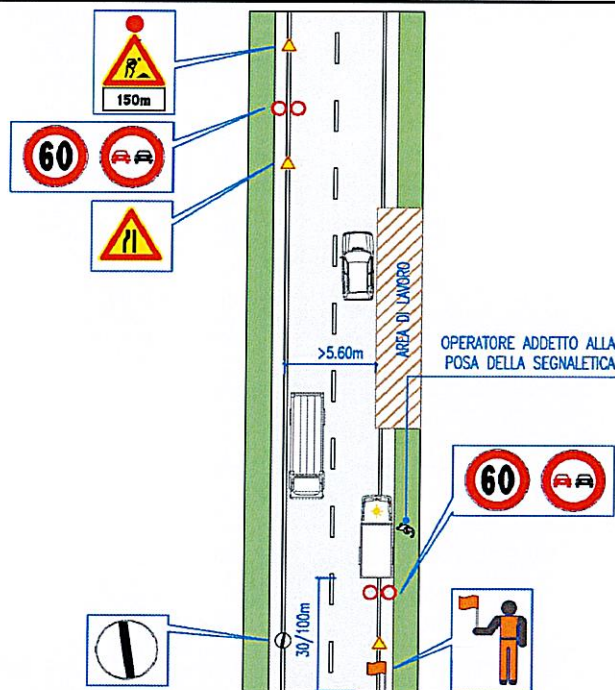 150m
60
AREA DI LAVORO
>5.60m
OPERATORE ADDETTO ALLA
POSA DELLA SEGNALETICA
60
30/100m